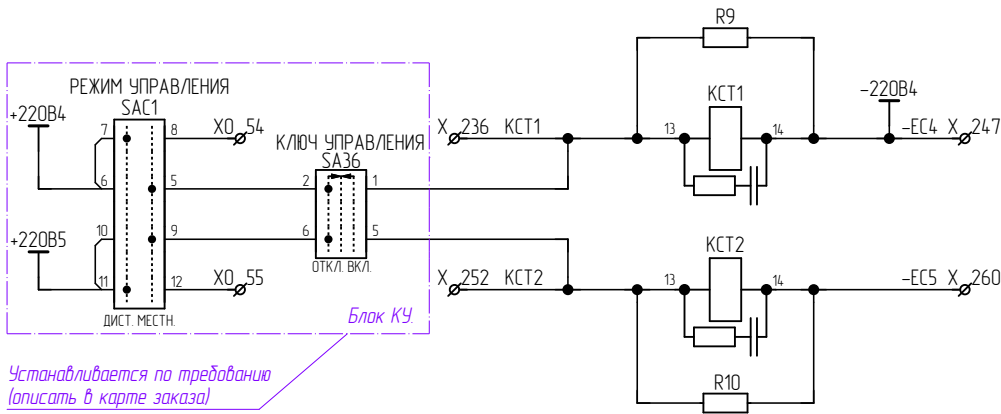 R9
РЕЖИМ УПРАВЛЕНИЯ
SAC1
+220В4
7 8 X0 54
6 5
10 9
+220В5
11 12 X0 55
ДИСТ. МЕСТН.
КЛЮЧ УПРАВЛЕНИЯ
SA36
2 1
6 5
ОТКЛ. ВКЛ.
Блок КУ.
Устанавливается по требованию
(описать в карте заказа)
X 236 КСТ1
13 КСТ1 14
-220В4
-ЕС4 X 247
X 252 КСТ2
13 КСТ2 14
-ЕС5 X 260
R10